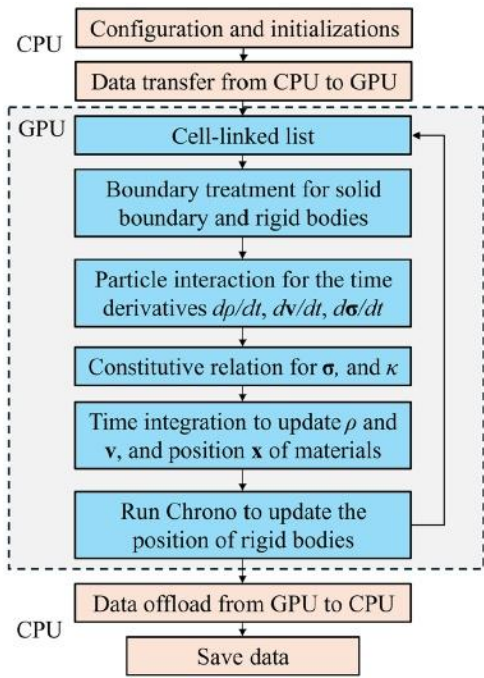 CPU
Configuration and initializations
Data transfer from CPU to GPU
GPU
Cell-linked list
Boundary treatment for solid
boundary and rigid bodies
Particle interaction for the time
derivatives dρ/dt, dv/dt, dσ/dt
Constitutive relation for σ, and κ
Time integration to update ρ and
v, and position x of materials
Run Chrono to update the
position of rigid bodies
Data offload from GPU to CPU
CPU
Save data